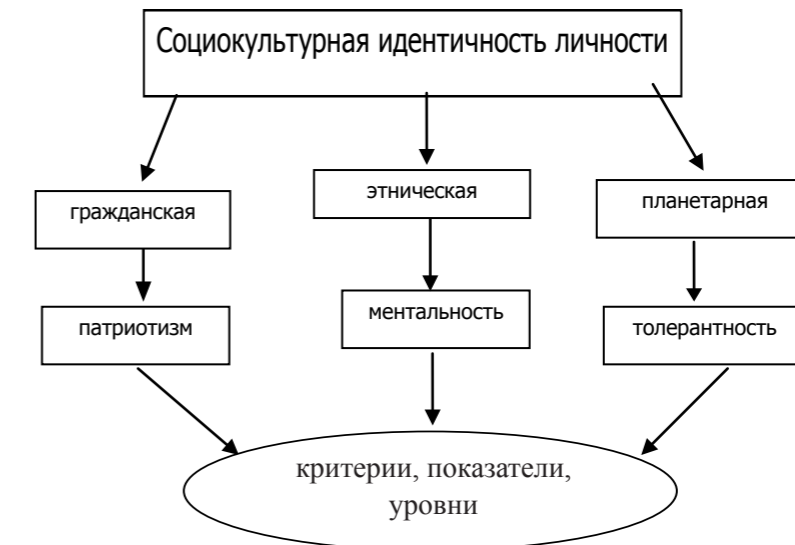 Социокультурная идентичность личности
гражданская
этническая
планетарная
патриотизм
ментальность
толерантность
критерии, показатели,
уровни